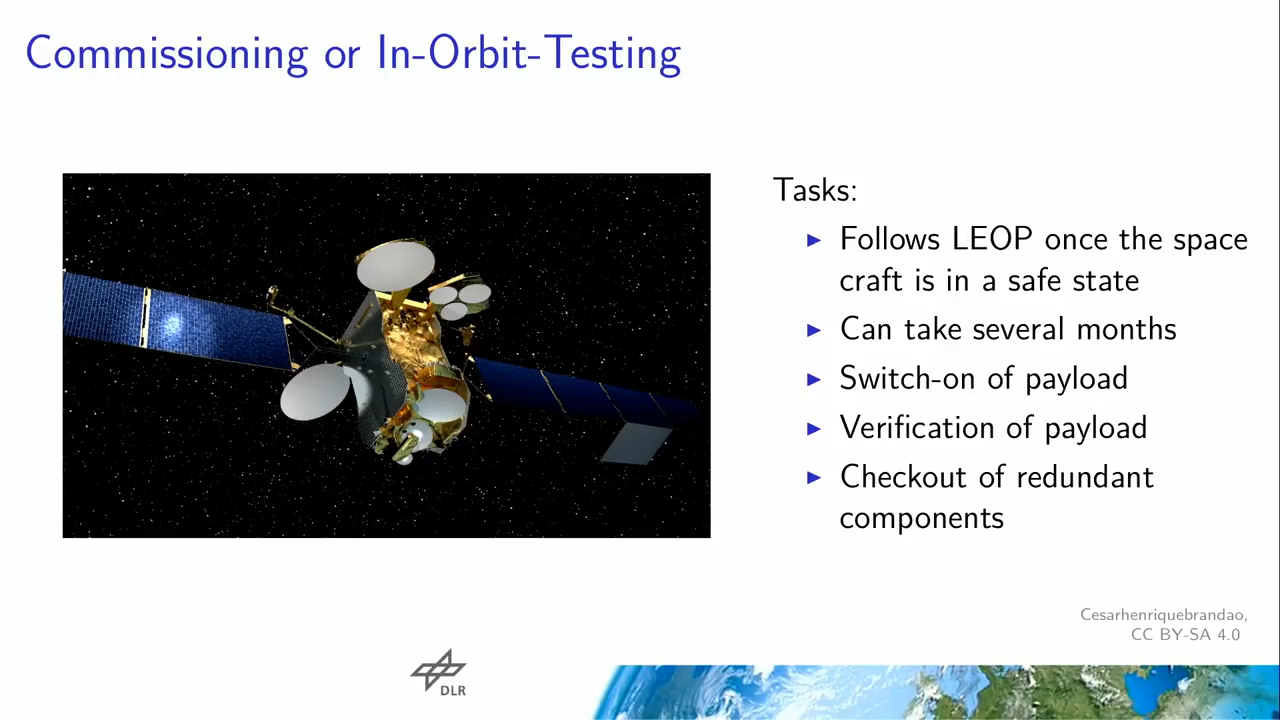 Commissioning or In-Orbit-Testing
Tasks:
Follows LEOP once the space
craft is in a safe state
Can take several months
Switch-on of payload
Verification of payload
Checkout of redundant
components
Cesarhenriquebrandao,
CC BY-SA 4.0
DLR